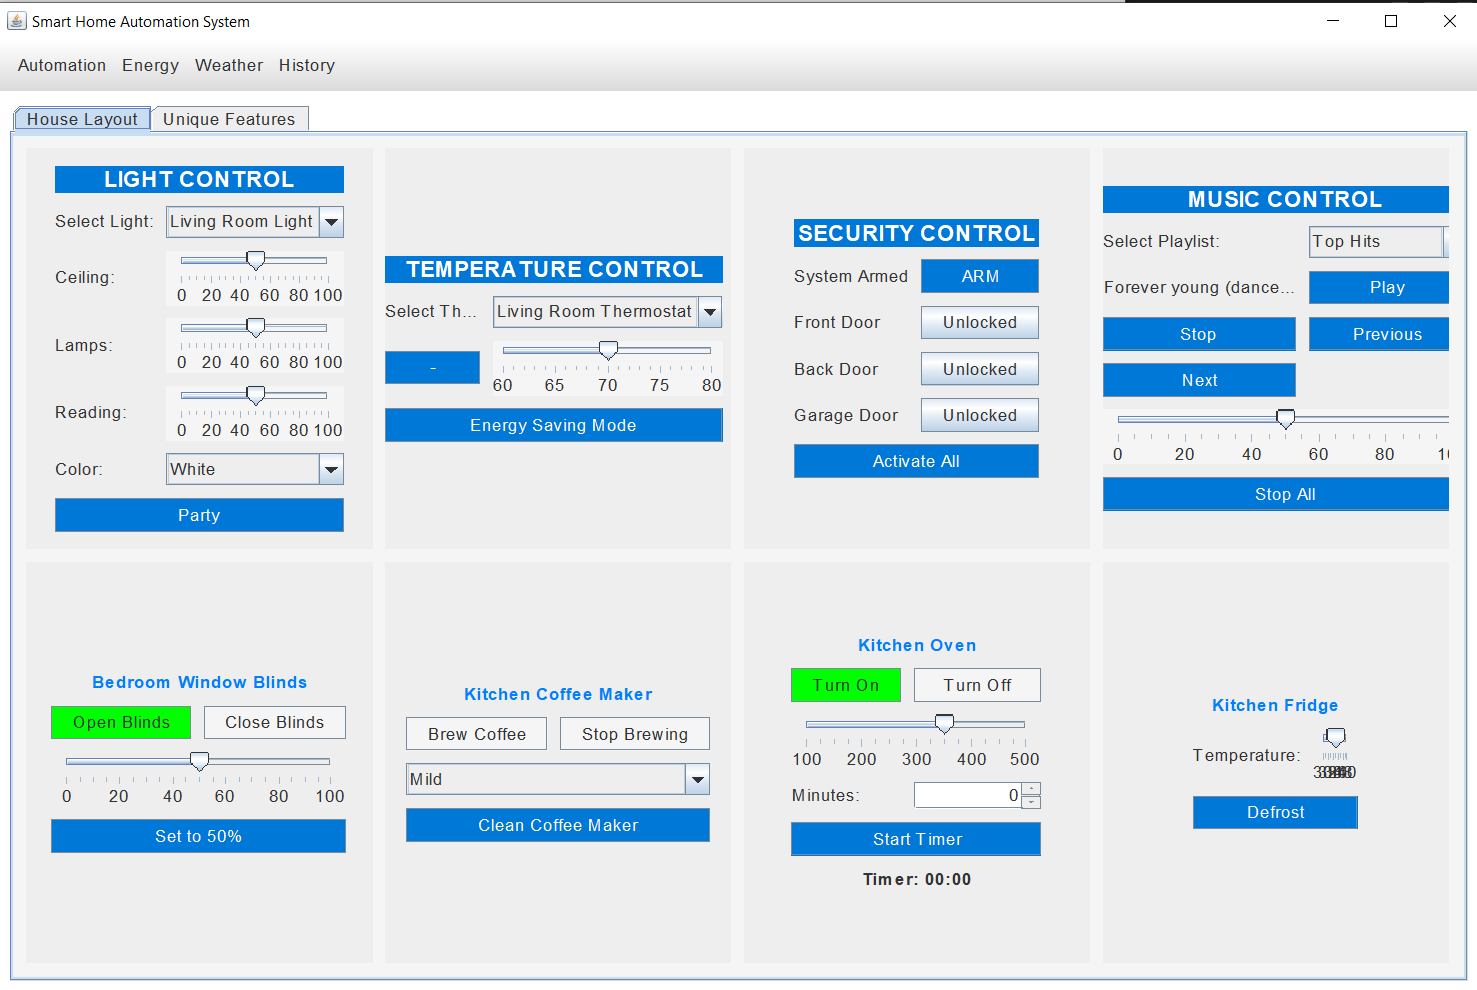 Smart Home Automation System
Automation Energy Weather History
House Layout Unique Features
LIGHT CONTROL
Select Light: Living Room Light
Ceiling:
0 20 40 60 80 100
Lamps:
0 20 40 60 80 100
Reading:
0 20 40 60 80 100
Color: White
Party
TEMPERATURE CONTROL
Select Th... Living Room Thermostat
-
60 65 70 75 80
Energy Saving Mode
SECURITY CONTROL
System Armed ARM
Front Door Unlocked
Back Door Unlocked
Garage Door Unlocked
Activate All
MUSIC CONTROL
Select Playlist: Top Hits
Forever young (dance... Play
Stop Previous
Next
0 20 40 60 80
Stop All
Bedroom Window Blinds
Open Blinds Close Blinds
0 20 40 60 80 100
Set to 50%
Kitchen Coffee Maker
Brew Coffee Stop Brewing
Mild
Clean Coffee Maker
Kitchen Oven
Turn On Turn Off
100 200 300 400 500
Minutes: 0
Start Timer
Timer: 00:00
Kitchen Fridge
Temperature:
Defrost